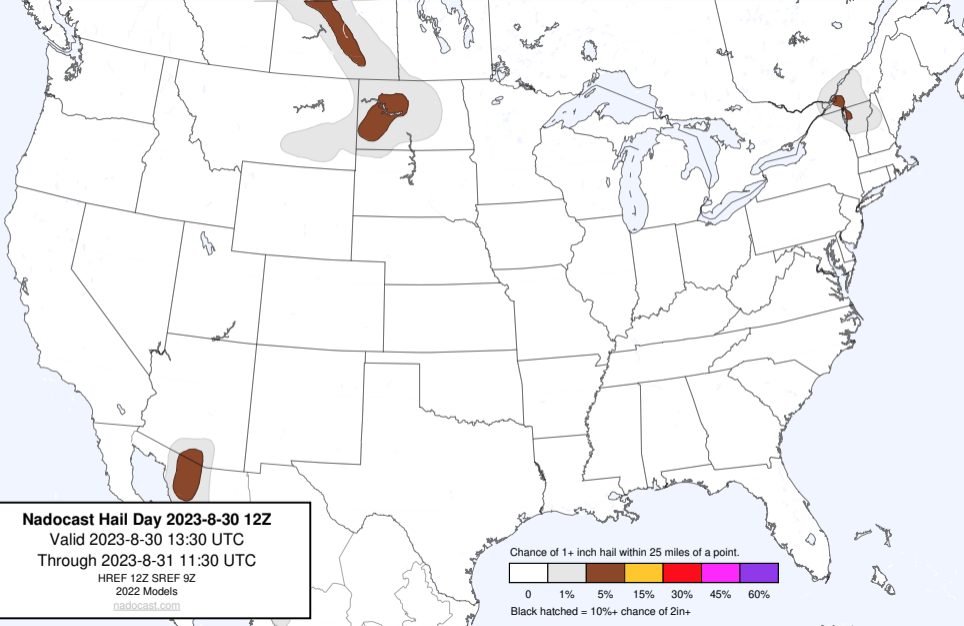 Nadocast Hail Day 2023-8-30 12Z
Valid 2023-8-30 13:30 UTC
Through 2023-8-31 11:30 UTC
HREF 12Z SREF 9Z
2022 Models
nadocast.com
Chance of 1+ inch hail within 25 miles of a point.
0 1% 5% 15% 30% 45% 60%
Black hatched = 10%+ chance of 2in+